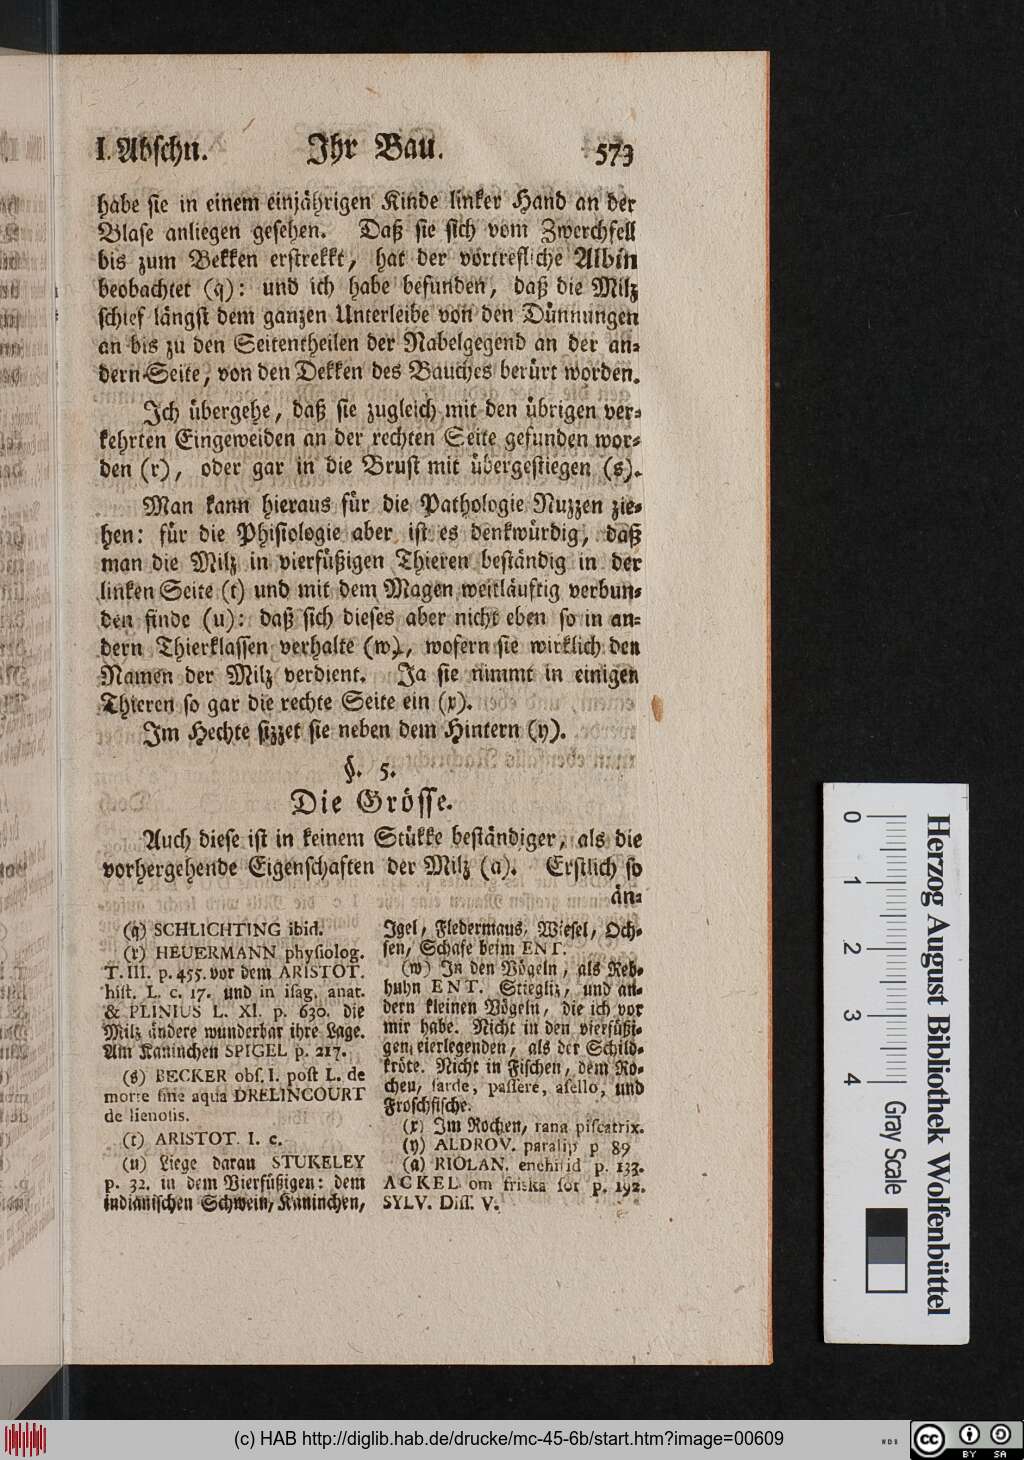 I. Abschn. Ihr Bau. 573
habe sie in einem einjährigen Kinde linker Hand an der
Blase anliegen gesehen. Daß sie sich vom Zwerchfell
bis zum Bekken erstrekkt, hat der vortrefliche Albin
beobachtet (q): und ich habe befunden, daß die Milz
schief längst dem ganzen Unterleibe von den Dünnungen
an bis zu den Seitentheilen der Nabelgegend an der an=
dern Seite, von den Dekken des Bauches berürt worden.
Ich übergehe, daß sie zugleich mit den übrigen ver=
kehrten Eingeweiden an der rechten Seite gefunden wor=
den (r), oder gar in die Brust mit übergestiegen (s).
Man kann hieraus für die Pathologie Nuzzen zie=
hen: für die Phisiologie aber ist es denkwürdig, daß
man die Milz in vierfüßigen Thieren beständig in der
linken Seite (t) und mit dem Magen weitläuftig verbun=
den finde (u): daß sich dieses aber nicht eben so in an=
dern Thierklassen verhalte (w), wofern sie wirklich den
Namen der Milz verdient. Ja sie nimmt in einigen
Thieren so gar die rechte Seite ein (x).
Im Hechte sizzet sie neben dem Hintern (y).
§. 5.
Die Grösse.
Auch diese ist in keinem Stükke beständiger, als die
vorhergehende Eigenschaften der Milz (a). Erstlich so
än=
(q) SCHLICHTING ibid.
(r) HEUERMANN physiolog.
T. III. p. 455. vor dem ARISTOT.
hist. L. c. 17. und in isag. anat.
& PLINIUS L. XI. p. 630. die
Milz ändere wunderbar ihre Lage.
Am Kaninchen SPIGEL p. 217.
(s) BECKER obs. I. post L. de
morte sine aqua DRELINCOURT
de lienosis.
(t) ARISTOT. I. c.
(u) Liege daran STUKELEY
p. 32. in dem Vierfüßigen: dem
indianischen Schwein, Kaninchen,
Igel, Fledermaus, Wiesel, Och=
sen, Schafe beim ENT.
(w) In den Vögeln, als Reb=
huhn ENT. Stiegliz, und an=
dern kleinen Vögeln, die ich vor
mir habe. Nicht in den vierfüßi=
gen eierlegenden, als der Schild=
kröte. Nicht in Fischen, dem Ro=
chen, sarde, passere, asello, und
Froschfische.
(x) Im Rochen, rana piscatrix.
(y) ALDROV. paralip p 89
(a) RIOLAN. enchirid p. 133.
ACKEL om friska sor p. 192.
SYLV. Diss. V.
0 1 2 3 4
Gray Scale
Herzog August Bibliothek Wolfenbüttel
(c) HAB http://diglib.hab.de/drucke/mc-45-6b/start.htm?image=00609
WDB
cc BY SA